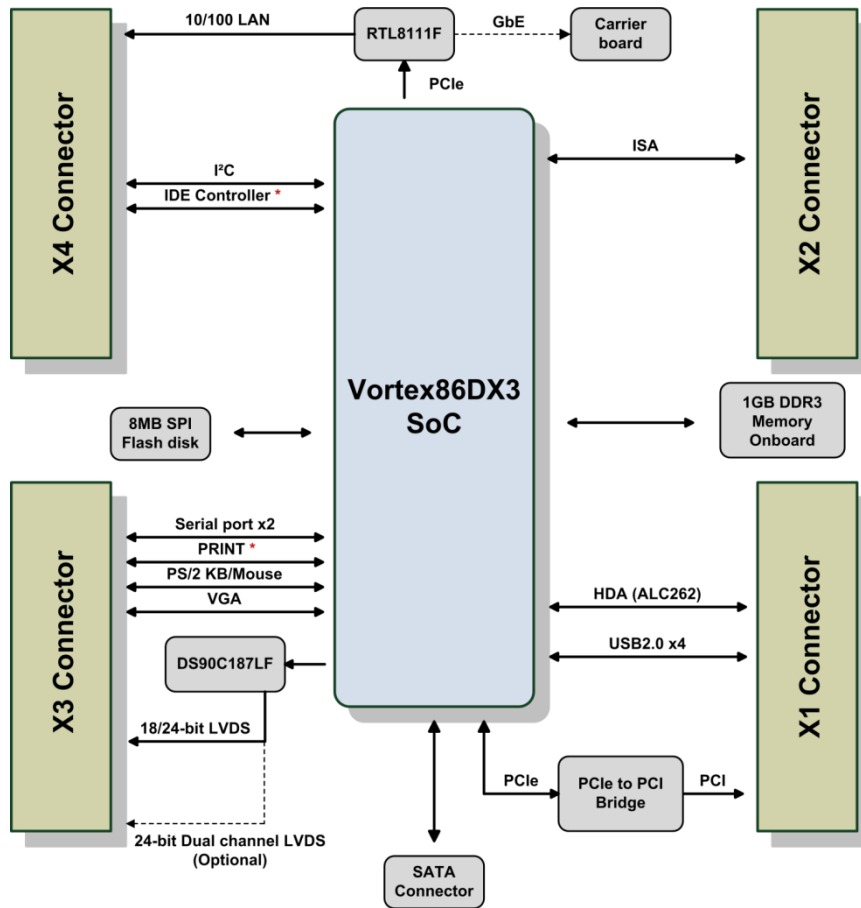 10/100 LAN
RTL8111F
GbE
Carrier
board
PCIe
X4 Connector
I²C
IDE Controller *
ISA
X2 Connector
Vortex86DX3
SoC
8MB SPI
Flash disk
1GB DDR3
Memory
Onboard
X3 Connector
Serial port x2
PRINT *
PS/2 KB/Mouse
VGA
DS90C187LF
18/24-bit LVDS
24-bit Dual channel LVDS
(Optional)
HDA (ALC262)
USB2.0 x4
X1 Connector
PCIe
PCIe to PCI
Bridge
PCI
SATA
Connector